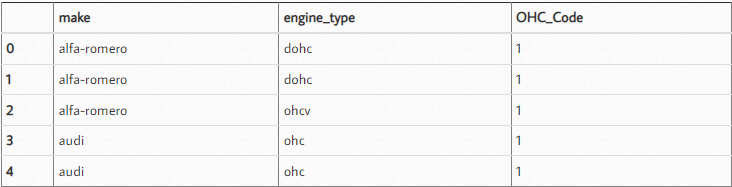 make engine_type OHC_Code
0 alfa-romero dohc 1
1 alfa-romero dohc 1
2 alfa-romero ohcv 1
3 audi ohc 1
4 audi ohc 1